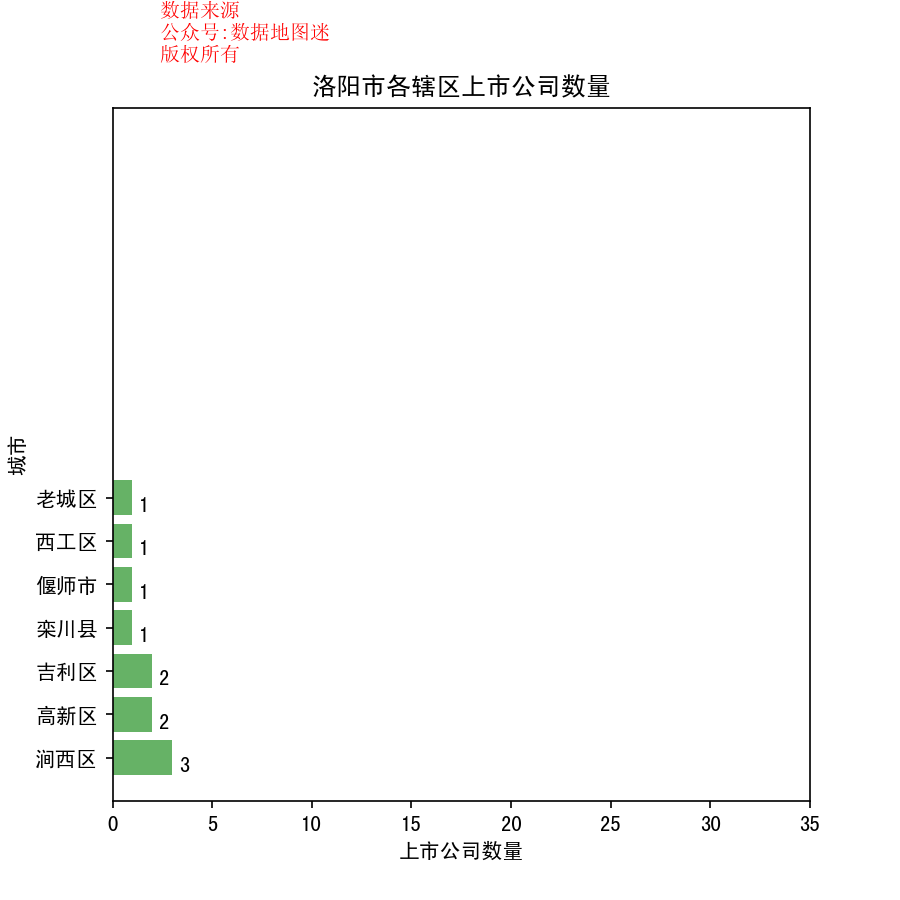 数据来源
公众号:数据地图迷
版权所有
洛阳市各辖区上市公司数量
城市
老城区 1
西工区 1
偃师市 1
栾川县 1
吉利区 2
高新区 2
涧西区 3
0 5 10 15 20 25 30 35
上市公司数量